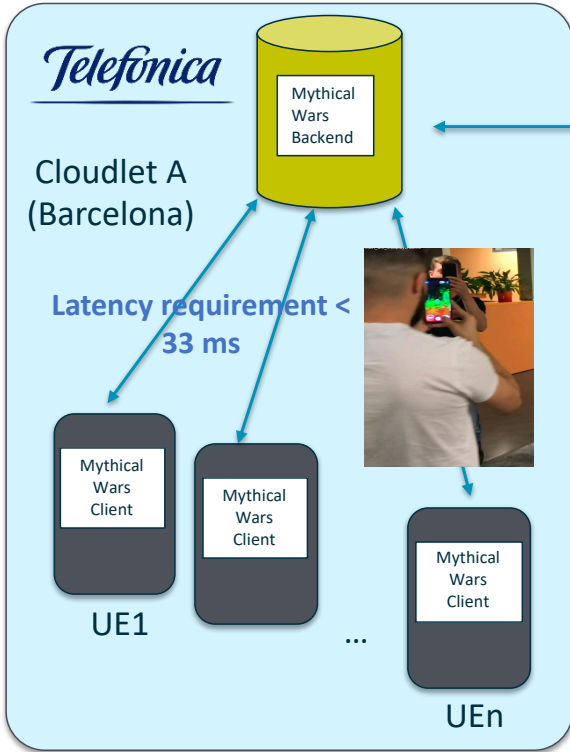 Telefónica
Mythical
Wars
Backend
Cloudlet A
(Barcelona)
Latency requirement <
33 ms
Mythical
Wars
Client
UE1
Mythical
Wars
Client
...
Mythical
Wars
Client
UEn